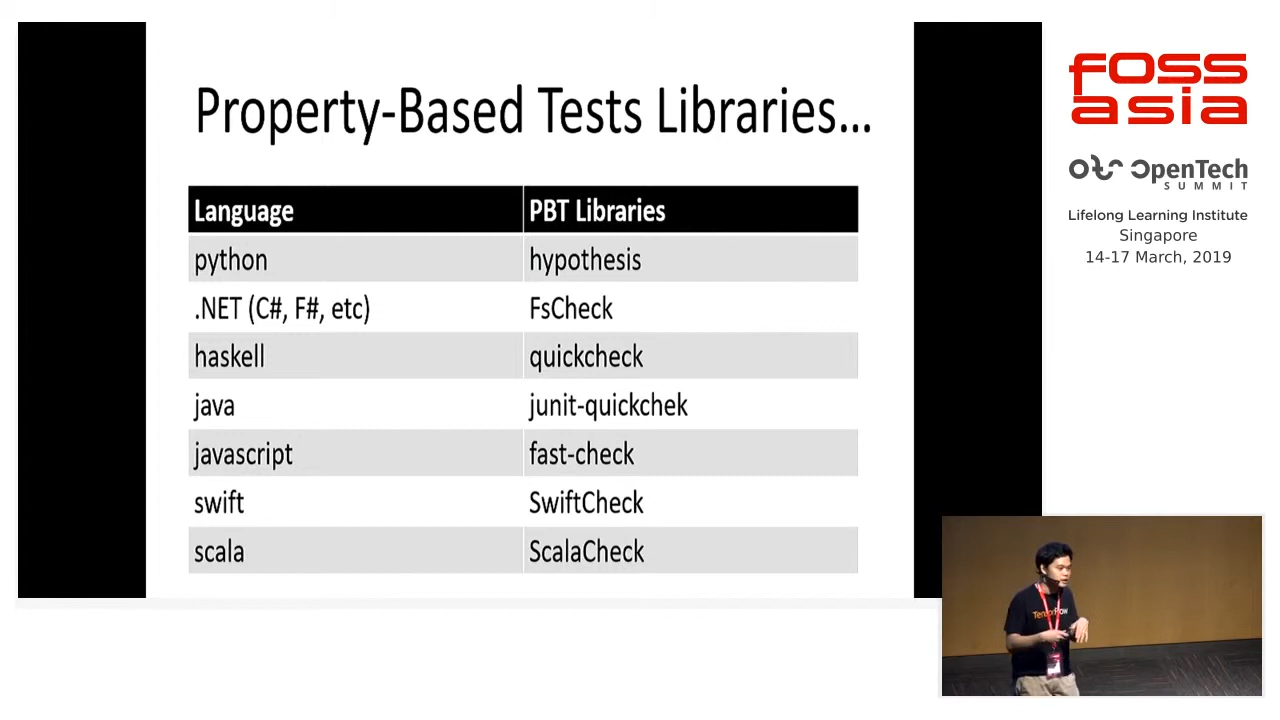 Property-Based Tests Libraries...
Language PBT Libraries
python hypothesis
.NET (C#, F#, etc) FsCheck
haskell quickcheck
java junit-quickchek
javascript fast-check
swift SwiftCheck
scala ScalaCheck
foss
asia
OpenTech
SUMMIT
Lifelong Learning Institute
Singapore
14-17 March, 2019
TensorFlow